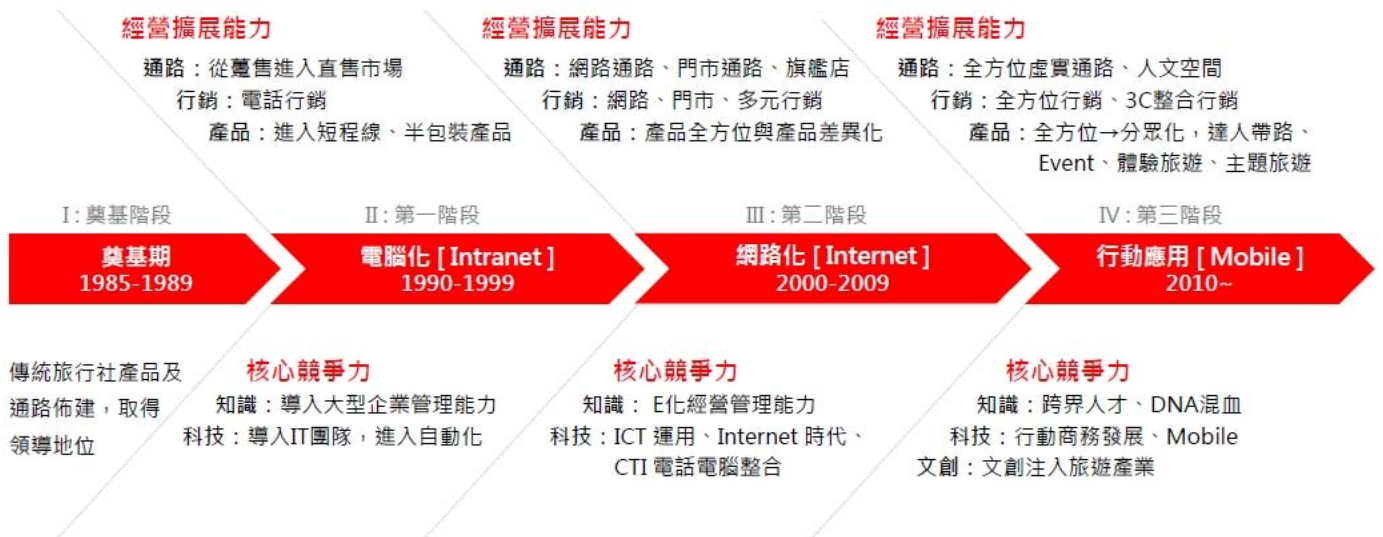 經營擴展能力
通路：從躉售進入直售市場
行銷：電話行銷
產品：進入短程線、半包裝產品
經營擴展能力
通路：網路通路、門市通路、旗艦店
行銷：網路、門市、多元行銷
產品：產品全方位與產品差異化
經營擴展能力
通路：全方位虛實通路、人文空間
行銷：全方位行銷、3C整合行銷
產品：全方位→分眾化，達人帶路、
Event、體驗旅遊、主題旅遊
I：奠基階段
II：第一階段
III：第二階段
IV：第三階段
奠基期
1985-1989
電腦化 [ Intranet ]
1990-1999
網路化 [ Internet ]
2000-2009
行動應用 [ Mobile ]
2010~
傳統旅行社產品及
通路佈建，取得
領導地位
核心競爭力
知識：導入大型企業管理能力
科技：導入IT團隊，進入自動化
核心競爭力
知識： E化經營管理能力
科技：ICT 運用、Internet 時代、
CTI 電話電腦整合
核心競爭力
知識：跨界人才、DNA混血
科技：行動商務發展、Mobile
文創：文創注入旅遊產業